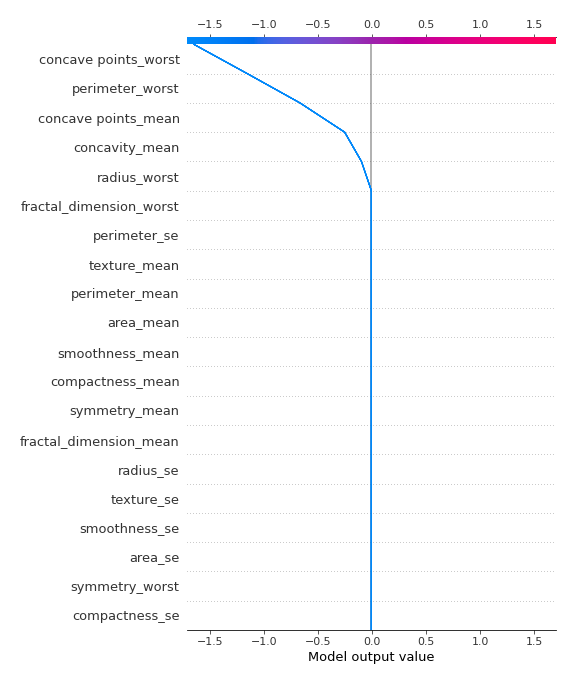 −1.5 −1.0 −0.5 0.0 0.5 1.0 1.5
concave points_worst
perimeter_worst
concave points_mean
concavity_mean
radius_worst
fractal_dimension_worst
perimeter_se
texture_mean
perimeter_mean
area_mean
smoothness_mean
compactness_mean
symmetry_mean
fractal_dimension_mean
radius_se
texture_se
smoothness_se
area_se
symmetry_worst
compactness_se
−1.5 −1.0 −0.5 0.0 0.5 1.0 1.5
Model output value